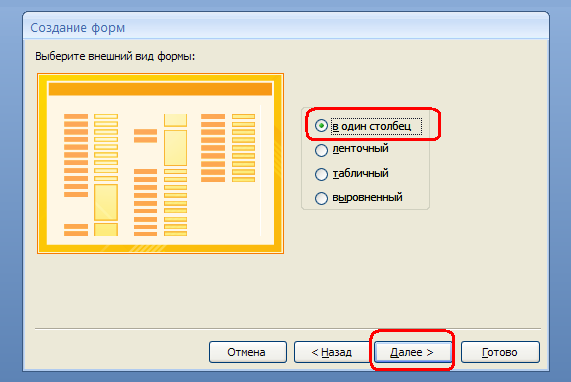 Создание форм
Выберите внешний вид формы:
в один столбец
ленточный
табличный
выровненный
Отмена
< Назад
Далее >
Готово